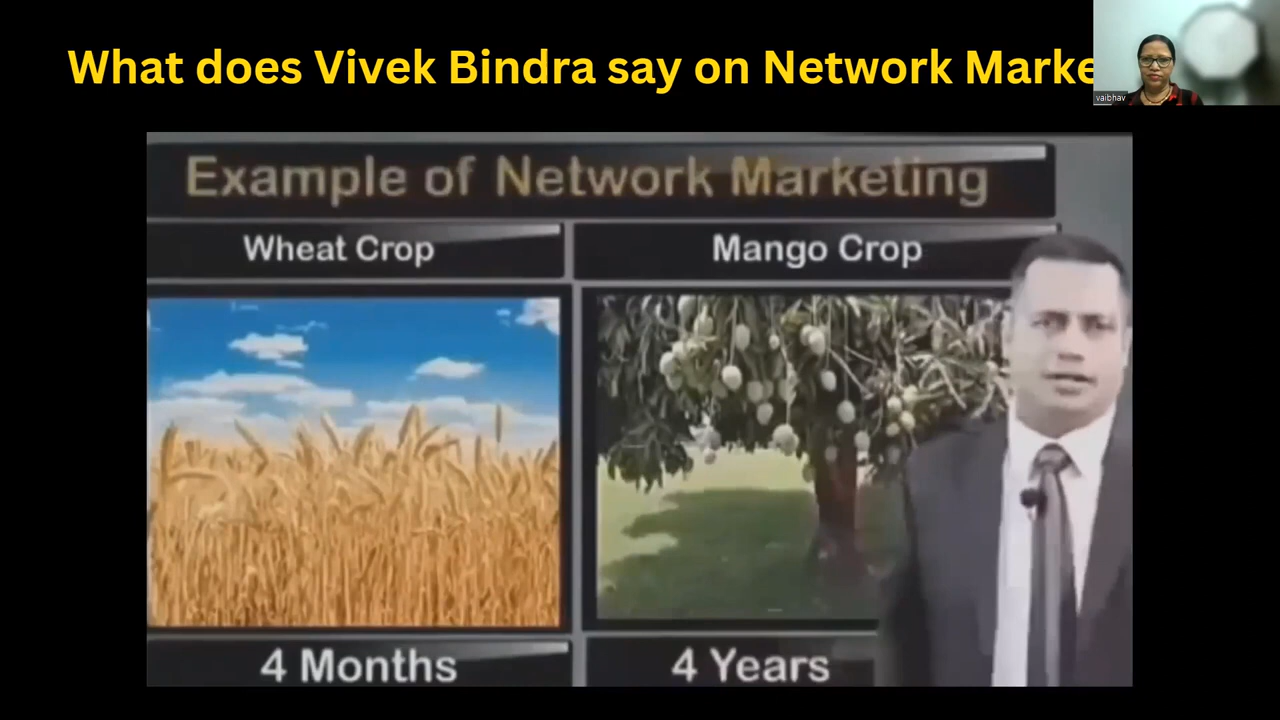 What does Vivek Bindra say on Network Marke
vaibhav
Example of Network Marketing
Wheat Crop
Mango Crop
4 Months
4 Years